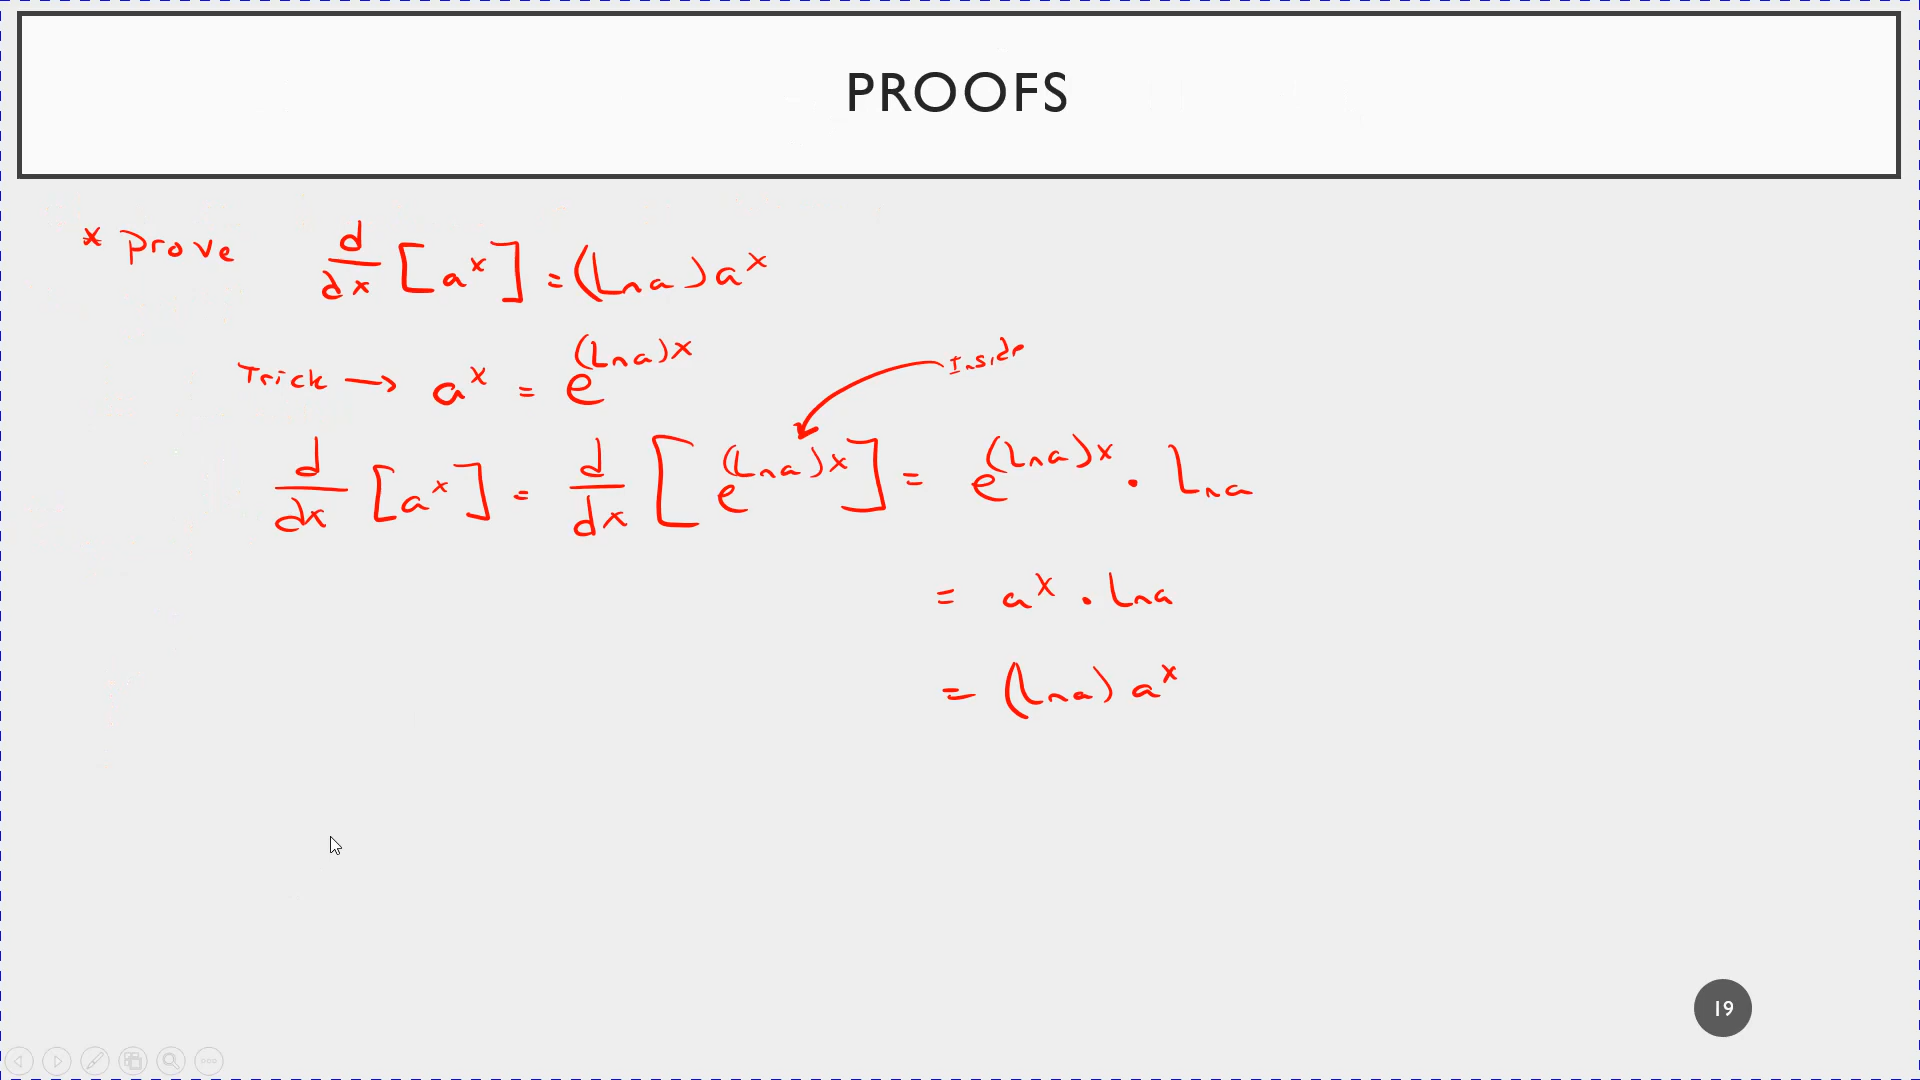 PROOFS
* Prove d/dx [a^x] = (Ln a) a^x
Trick → a^x = e^(Ln a)x
Inside
d/dx [a^x] = d/dx [e^(Ln a)x] = e^(Ln a)x · Ln a
= a^x · Ln a
= (Ln a) a^x
19